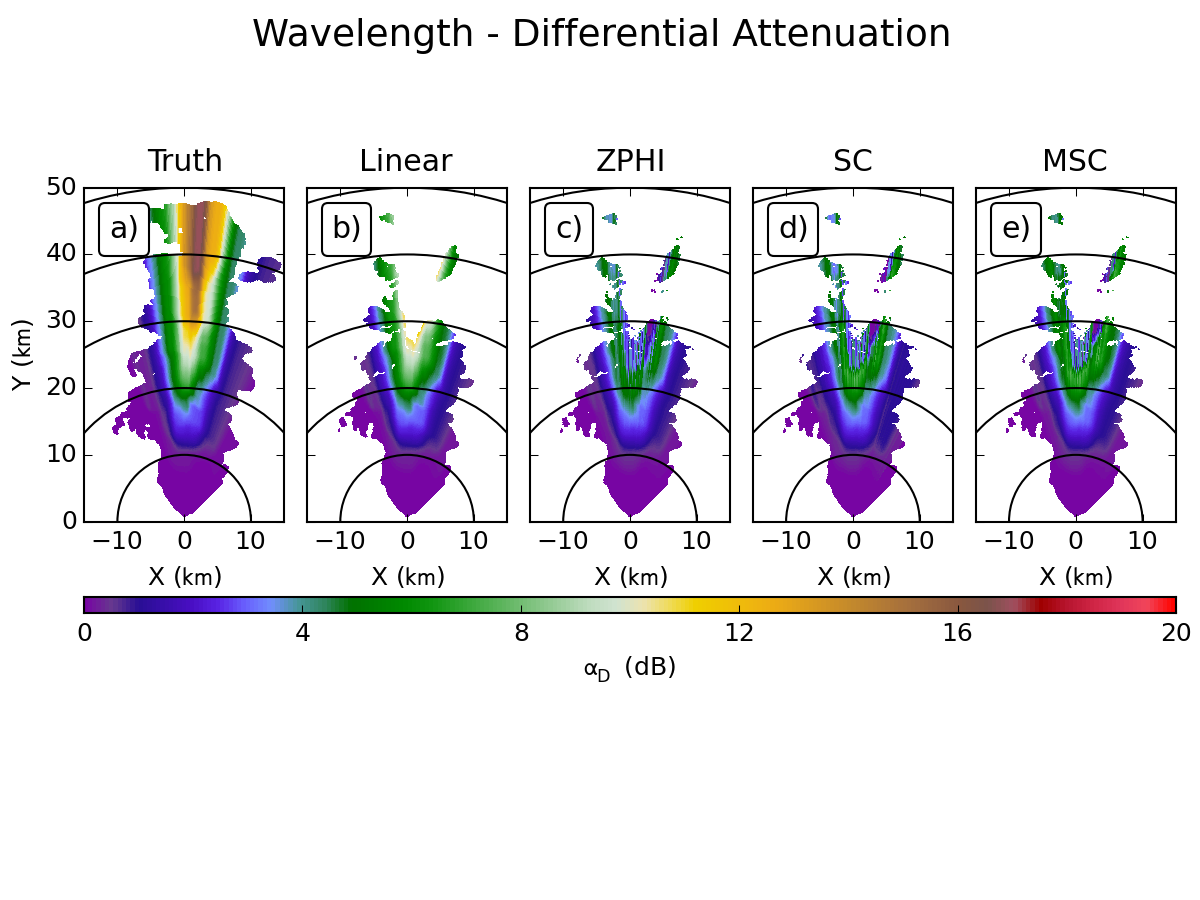 Wavelength - Differential Attenuation
Truth Linear ZPHI SC MSC
a) b) c) d) e)
50
40
30
20
10
0
Y (km)
−10 0 10 −10 0 10 −10 0 10 −10 0 10 −10 0 10
X (km) X (km) X (km) X (km) X (km)
0 4 8 12 16 20
α_D (dB)